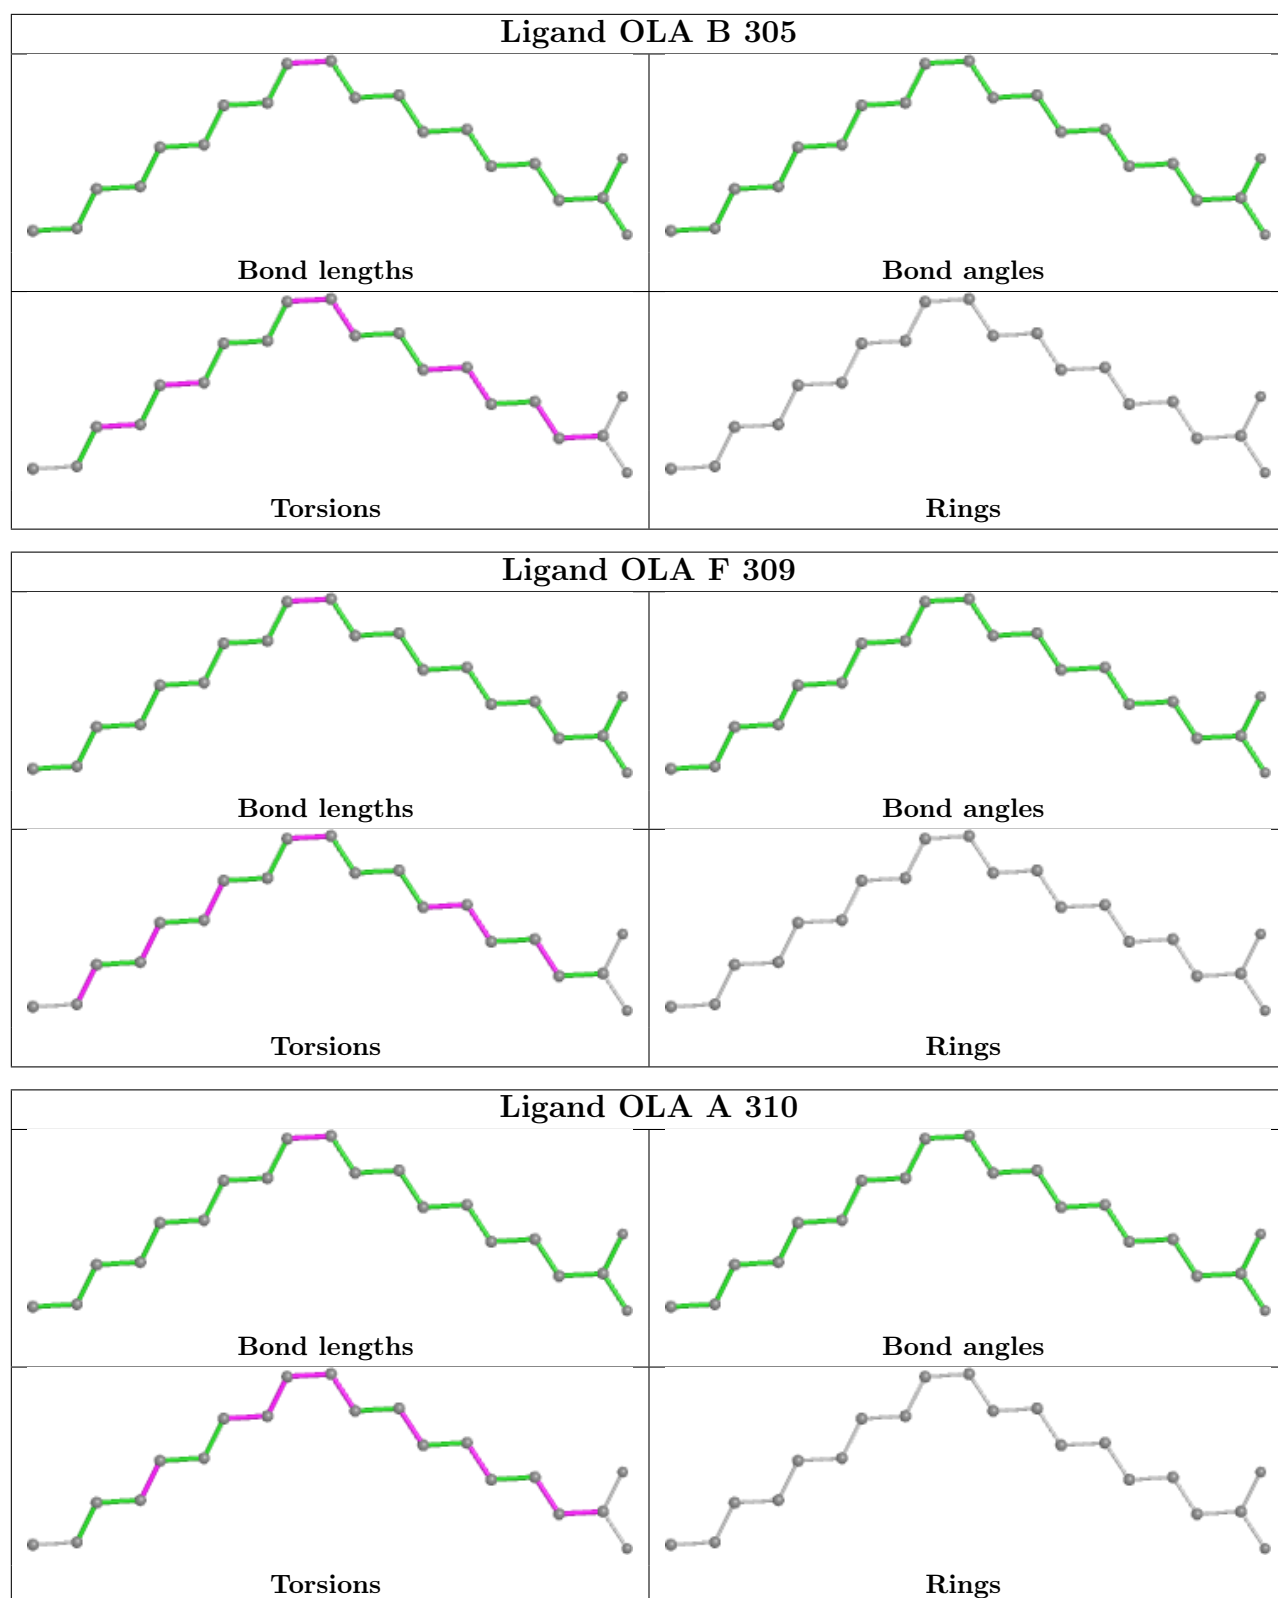 Ligand OLA B 305
Bond lengths
Bond angles
Torsions
Rings
Ligand OLA F 309
Bond lengths
Bond angles
Torsions
Rings
Ligand OLA A 310
Bond lengths
Bond angles
Torsions
Rings